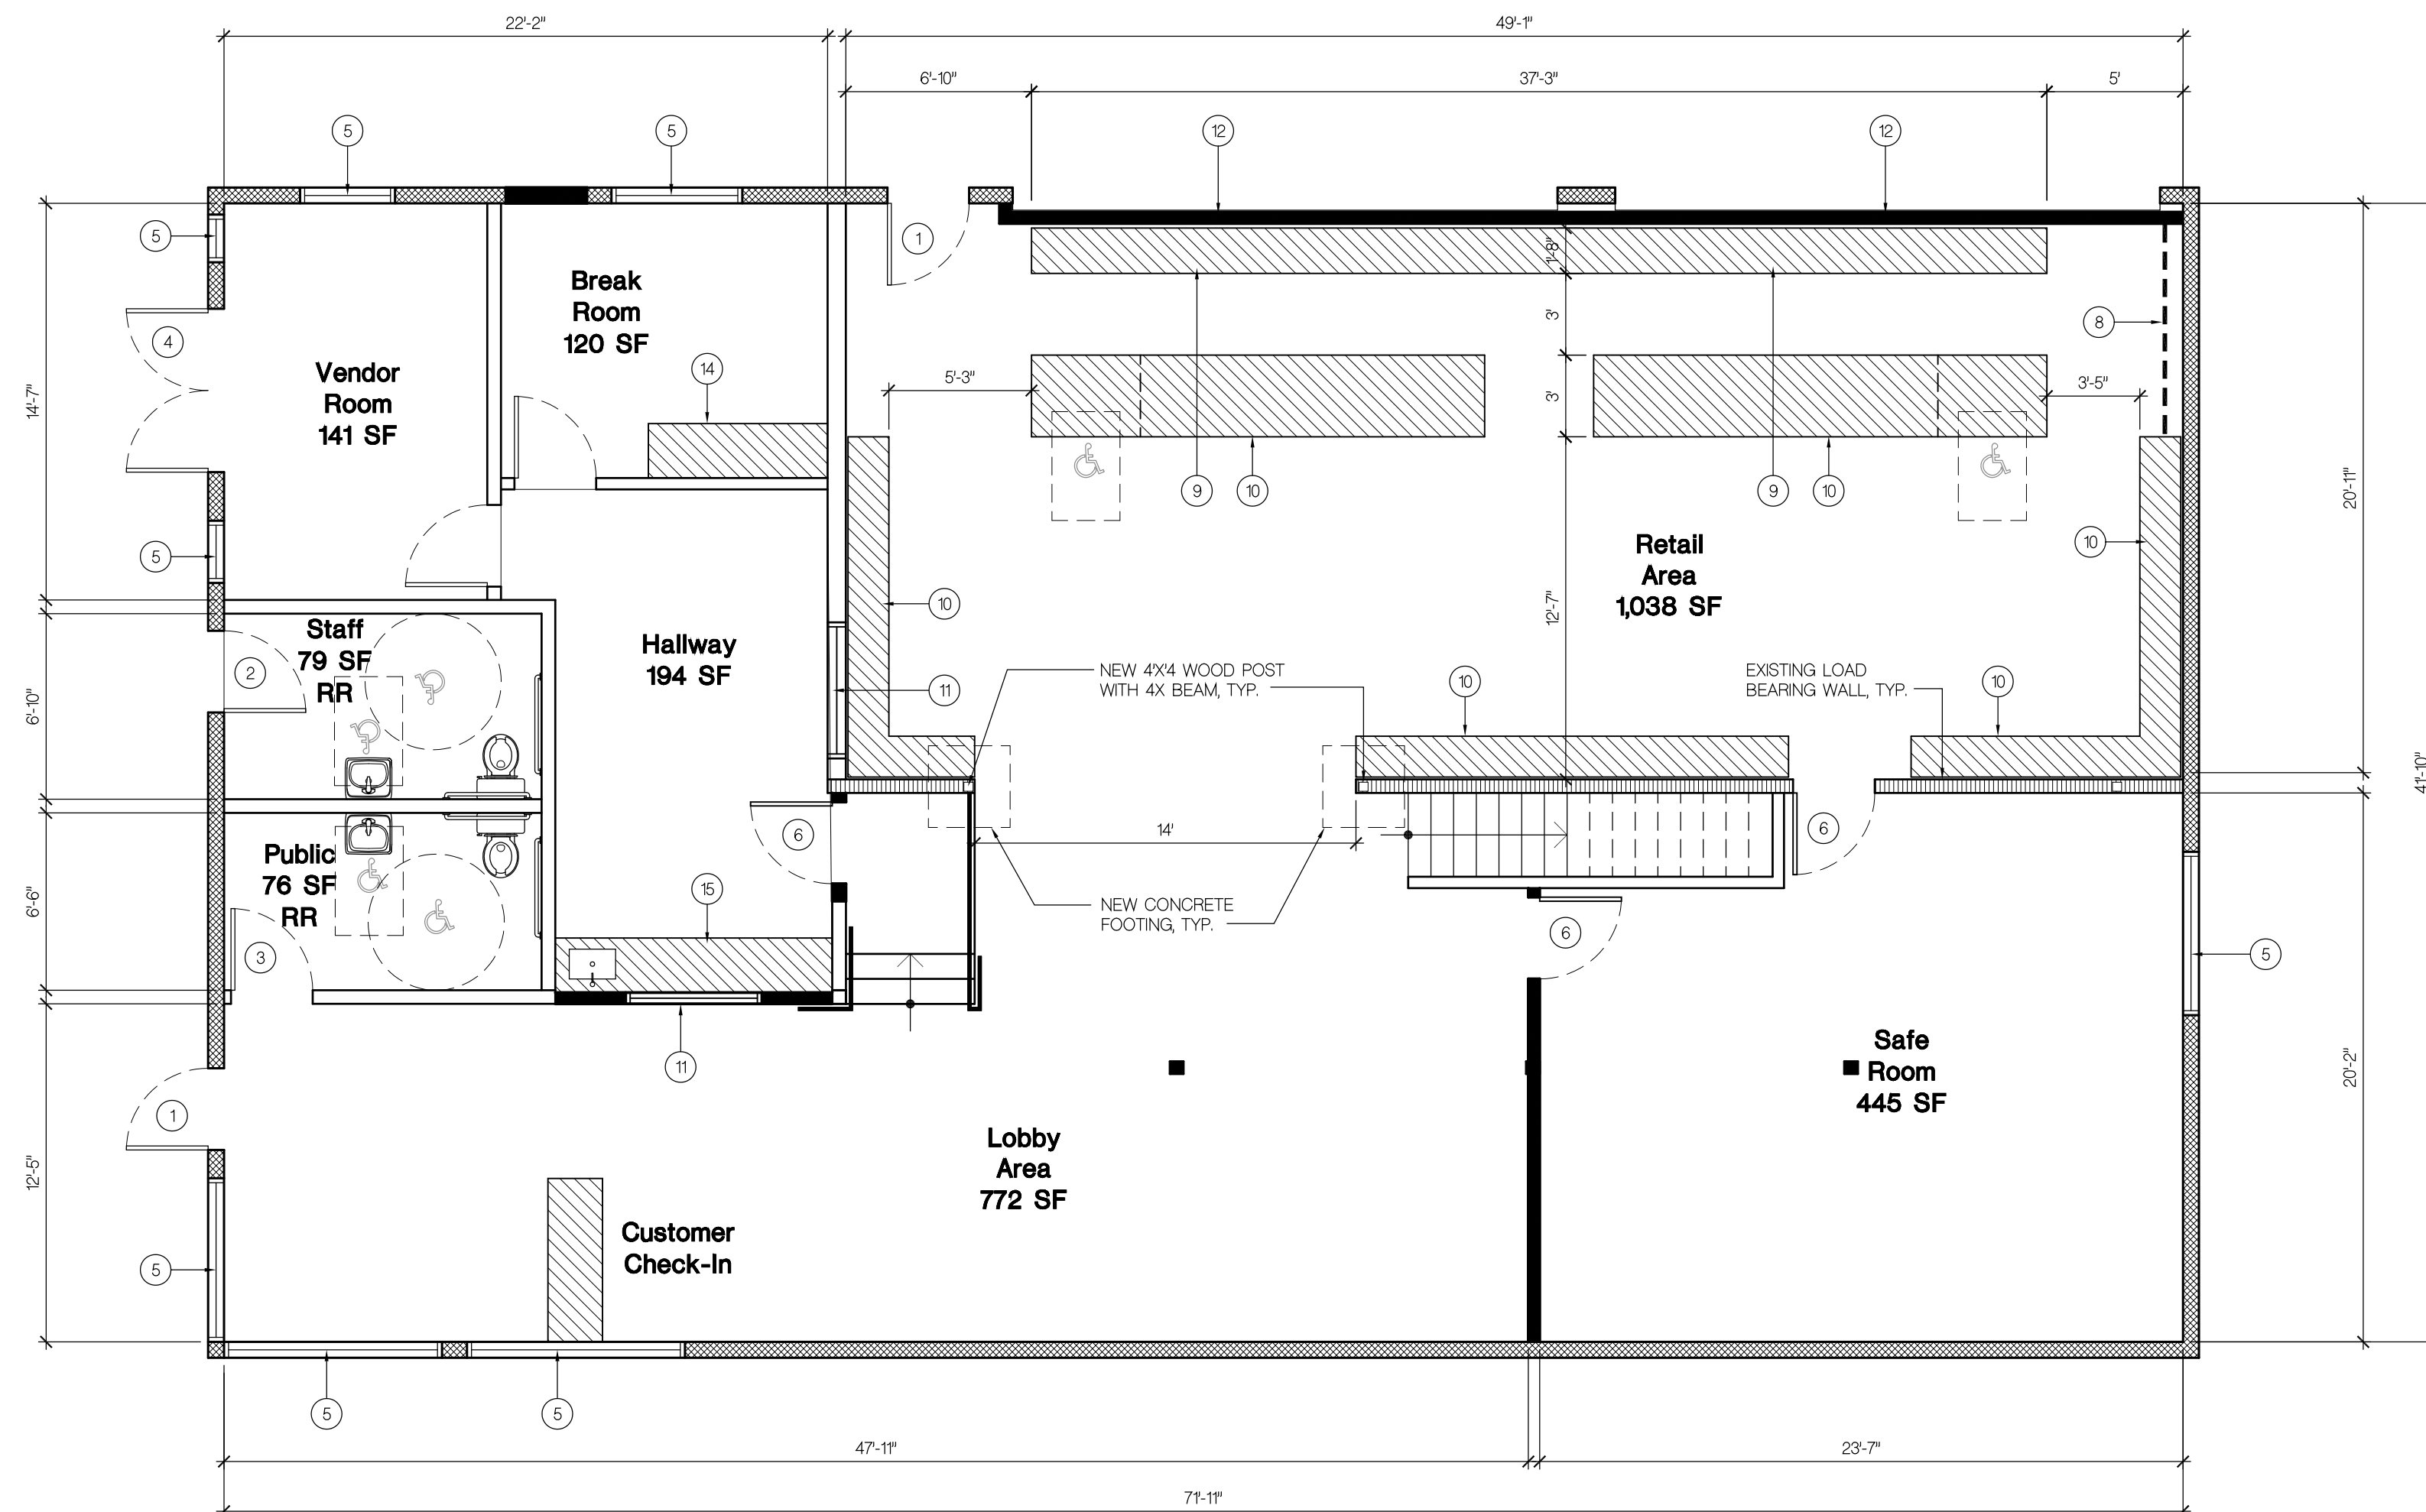 22'-2"
49'-1"
6'-10"
37'-3"
5'
5
5
12
12
5
1
1'-8"
Break
Room
120 SF
3'
8
4
14
Vendor
Room
141 SF
14'-7"
5'-3"
3'
3'-5"
9
10
9
10
20'-11"
5
Retail
Area
1,038 SF
10
10
12'-7"
Staff
79 SF
RR
Hallway
194 SF
2
11
NEW 4'X'4 WOOD POST
WITH 4X BEAM, TYP.
10
EXISTING LOAD
BEARING WALL, TYP.
10
6'-10"
41'-10"
6
14'
6
Public
76 SF
RR
15
6'-6"
NEW CONCRETE
FOOTING, TYP.
6
3
5
11
Safe
Room
445 SF
20'-2"
1
Lobby
Area
772 SF
12'-5"
Customer
Check-In
5
5
5
47'-11"
23'-7"
71'-11"